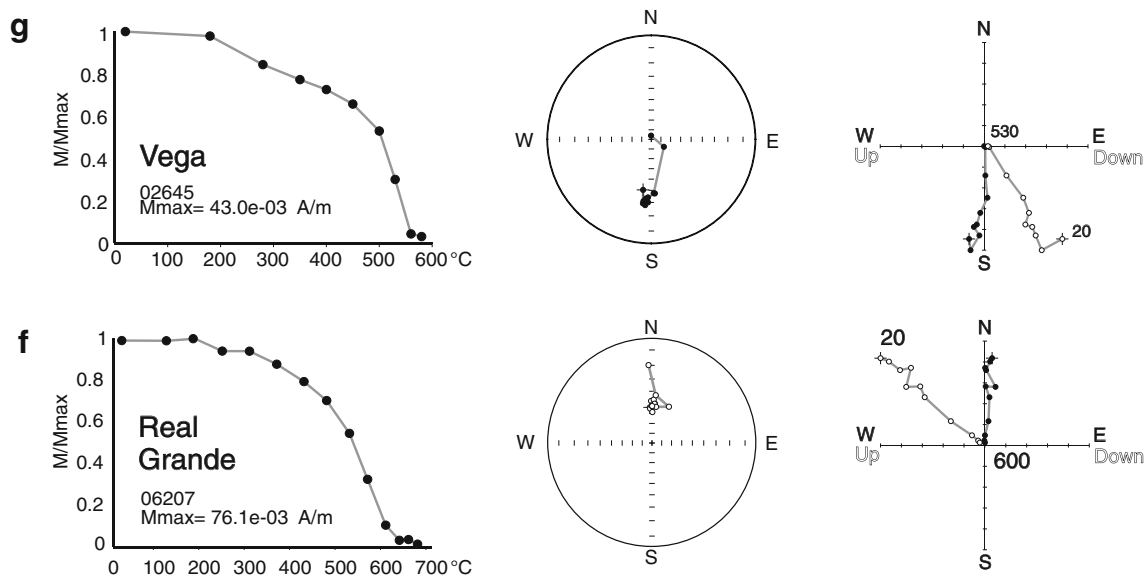 g
N
N
1
0.8
0.6
0.4
0.2
0
M/Mmax
Vega
02645
Mmax= 43.0e-03 A/m
0 100 200 300 400 500 600 °C
W E
S
530
W E
Up Down
20
S
f
N
N
1
0.8
0.6
0.4
0.2
0
M/Mmax
Real
Grande
06207
Mmax= 76.1e-03 A/m
0 100 200 300 400 500 600 700 °C
W E
S
20
W E
Up Down
600
S